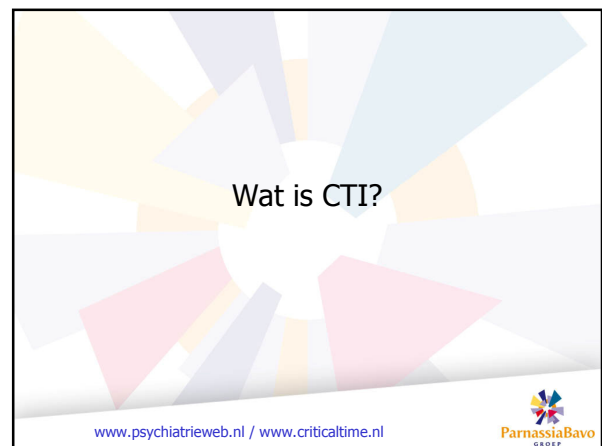 Wat is CTI?
www.psychiatrieweb.nl / www.criticaltime.nl
ParnassiaBavo
GROEP